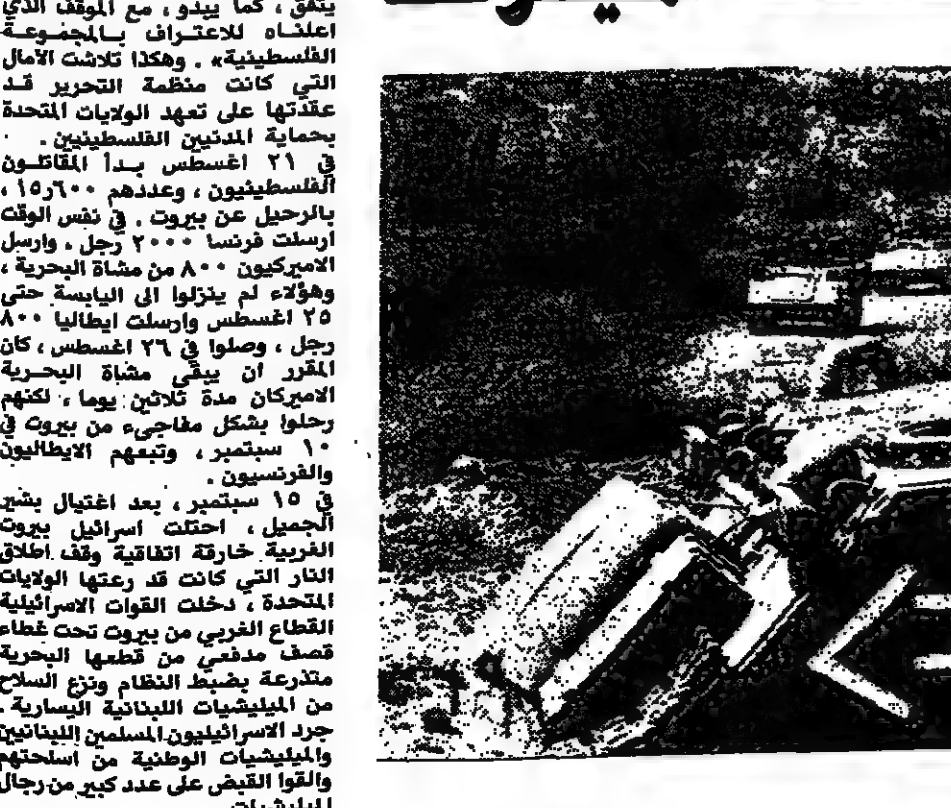 يتفق ، كما يبدو ، مع الموقف الذي
اعلناه للاعتراف بالمجموعة
الفلسطينية» . وهكذا تلاشت الآمال
التي كانت منظمة التحرير قد
عقدتها على تعهد الولايات المتحدة
بحماية المدنيين الفلسطينيين .
في ٢١ اغسطس بدأ المقاتلون
الفلسطينيون ، وعددهم ١٥ر٦٠٠ ،
بالرحيل عن بيروت . في نفس الوقت
ارسلت فرنسا ٢٠٠٠ رجل ، وارسل
الاميركيون ٨٠٠ من مشاة البحرية ،
وهؤلاء لم ينزلوا الى اليابسة حتى
٢٥ اغسطس وارسلت ايطاليا ٨٠٠
رجل ، وصلوا في ٢٦ اغسطس ، كان
المقرر ان يبقى مشاة البحرية
الاميركان مدة ثلاثين يوما ، لكنهم
رحلوا بشكل مفاجىء من بيروت في
١٠ سبتمبر ، وتبعهم الايطاليون
والفرنسيون .
في ١٥ سبتمبر ، بعد اغتيال بشير
الجميل ، احتلت اسرائيل بيروت
الغربية خارقة اتفاقية وقف اطلاق
النار التي كانت قد رعتها الولايات
المتحدة ، دخلت القوات الاسرائيلية
القطاع الغربي من بيروت تحت غطاء
قصف مدفعي من قطعها البحرية
متذرعة بضبط النظام ونزع السلاح
من الميليشيات اللبنانية اليسارية .
جرد الاسرائيليون المسلمين اللبنانيين
والميليشيات الوطنية من اسلحتهم
والقوا القبض على عدد كبير من رجال
الميليشيات